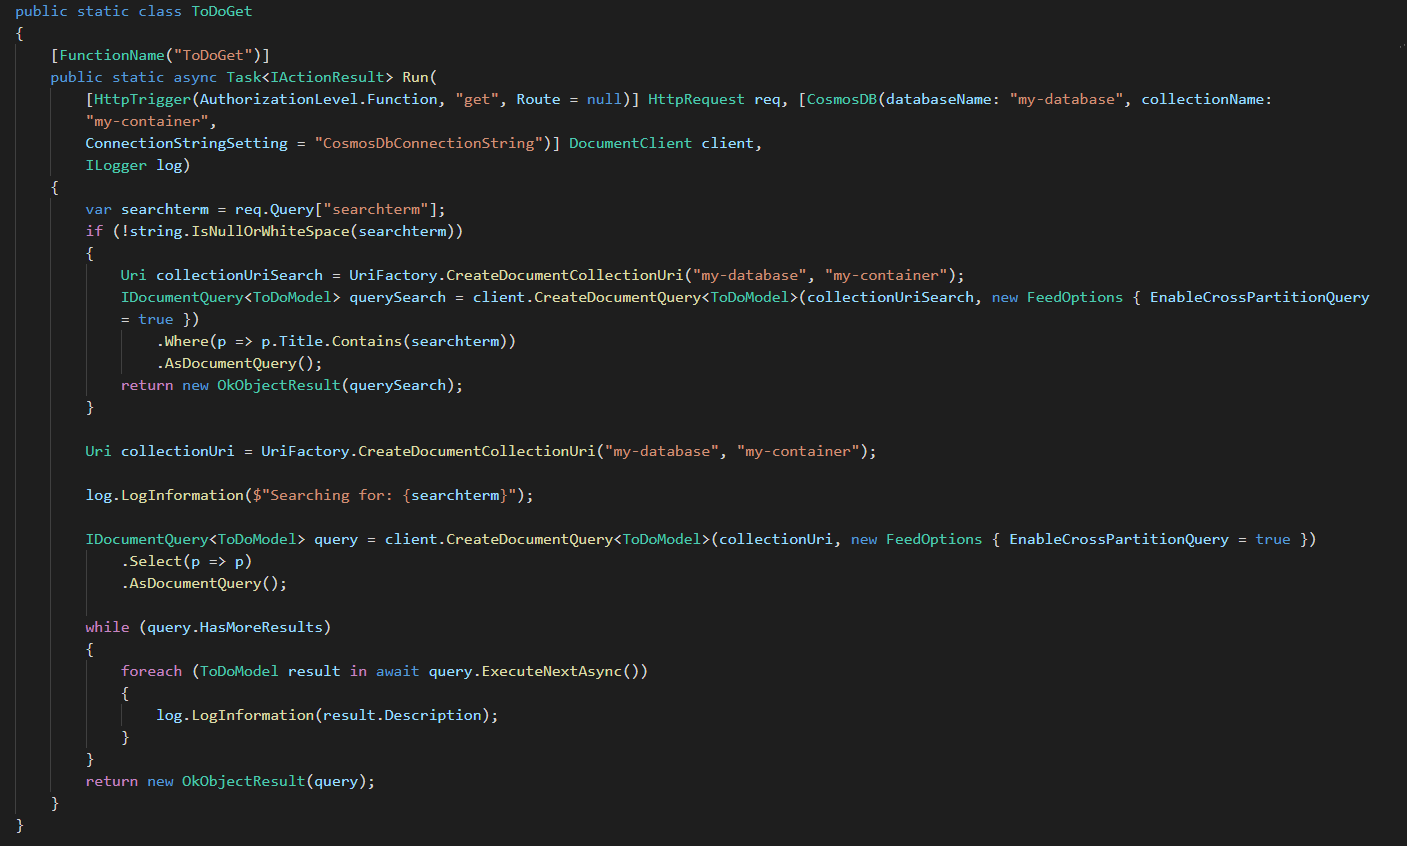 public static class ToDoGet
{
    [FunctionName("ToDoGet")]
    public static async Task<IActionResult> Run(
        [HttpTrigger(AuthorizationLevel.Function, "get", Route = null)] HttpRequest req, [CosmosDB(databaseName: "my-database", collectionName:
        "my-container",
        ConnectionStringSetting = "CosmosDbConnectionString")] DocumentClient client,
        ILogger log)
    {
        var searchterm = req.Query["searchterm"];
        if (!string.IsNullOrWhiteSpace(searchterm))
        {
            Uri collectionUriSearch = UriFactory.CreateDocumentCollectionUri("my-database", "my-container");
            IDocumentQuery<ToDoModel> querySearch = client.CreateDocumentQuery<ToDoModel>(collectionUriSearch, new FeedOptions { EnableCrossPartitionQuery
            = true })
                .Where(p => p.Title.Contains(searchterm))
                .AsDocumentQuery();
            return new OkObjectResult(querySearch);
        }

        Uri collectionUri = UriFactory.CreateDocumentCollectionUri("my-database", "my-container");

        log.LogInformation($"Searching for: {searchterm}");

        IDocumentQuery<ToDoModel> query = client.CreateDocumentQuery<ToDoModel>(collectionUri, new FeedOptions { EnableCrossPartitionQuery = true })
            .Select(p => p)
            .AsDocumentQuery();

        while (query.HasMoreResults)
        {
            foreach (ToDoModel result in await query.ExecuteNextAsync())
            {
                log.LogInformation(result.Description);
            }
        }
        return new OkObjectResult(query);
    }
}